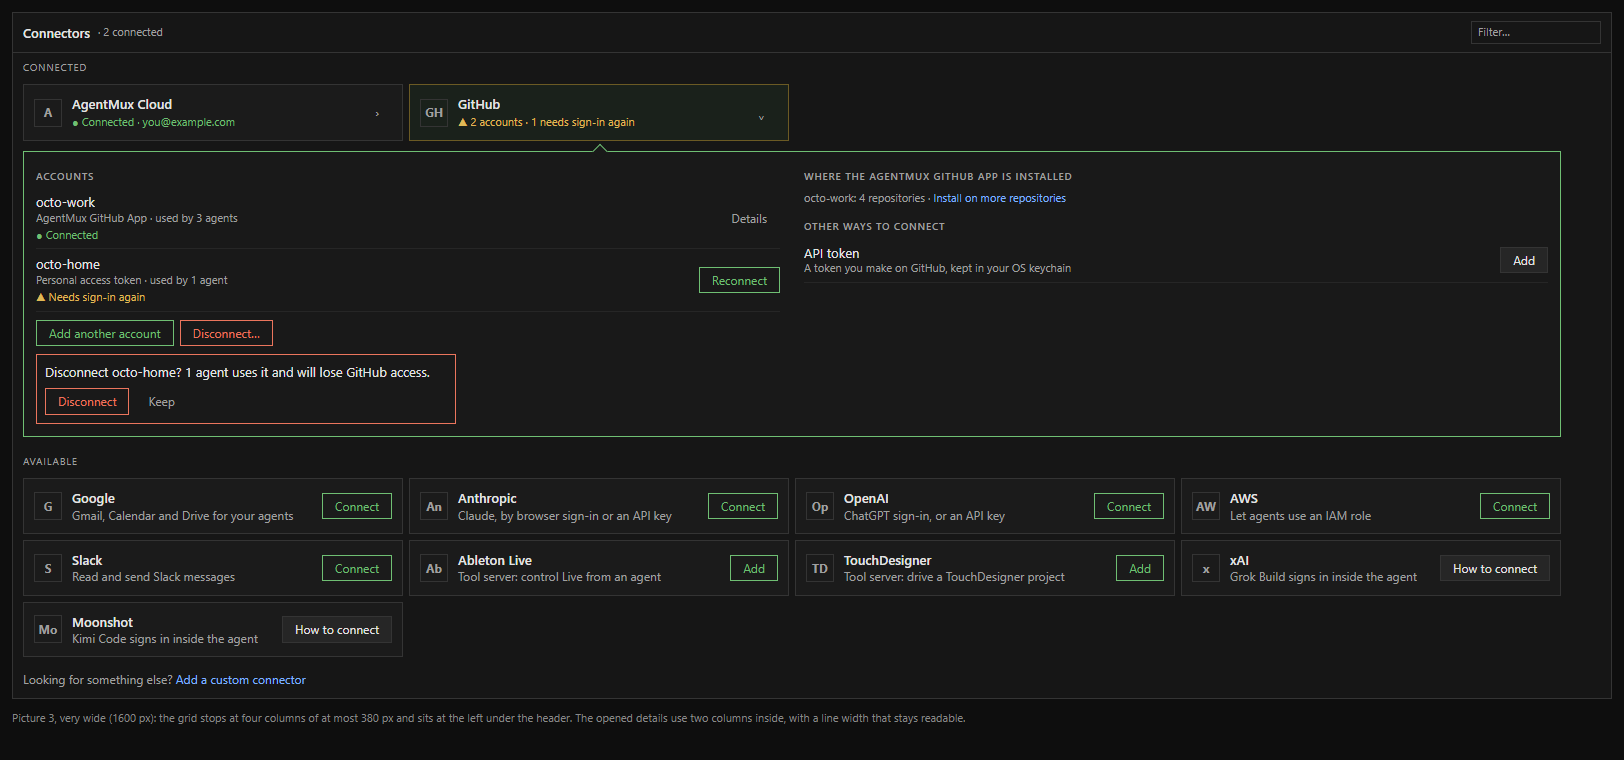 Connectors · 2 connected
Filter...
CONNECTED
A
AgentMux Cloud
● Connected · you@example.com
›
GH
GitHub
▲ 2 accounts · 1 needs sign-in again
ACCOUNTS
octo-work
AgentMux GitHub App · used by 3 agents
● Connected
Details
octo-home
Personal access token · used by 1 agent
▲ Needs sign-in again
Reconnect
Add another account
Disconnect...
Disconnect octo-home? 1 agent uses it and will lose GitHub access.
Disconnect
Keep
WHERE THE AGENTMUX GITHUB APP IS INSTALLED
octo-work: 4 repositories · Install on more repositories
OTHER WAYS TO CONNECT
API token
A token you make on GitHub, kept in your OS keychain
Add
AVAILABLE
G
Google
Gmail, Calendar and Drive for your agents
Connect
An
Anthropic
Claude, by browser sign-in or an API key
Connect
Op
OpenAI
ChatGPT sign-in, or an API key
Connect
AW
AWS
Let agents use an IAM role
Connect
S
Slack
Read and send Slack messages
Connect
Ab
Ableton Live
Tool server: control Live from an agent
Add
TD
TouchDesigner
Tool server: drive a TouchDesigner project
Add
x
xAI
Grok Build signs in inside the agent
How to connect
Mo
Moonshot
Kimi Code signs in inside the agent
How to connect
Looking for something else? Add a custom connector
Picture 3, very wide (1600 px): the grid stops at four columns of at most 380 px and sits at the left under the header. The opened details use two columns inside, with a line width that stays readable.